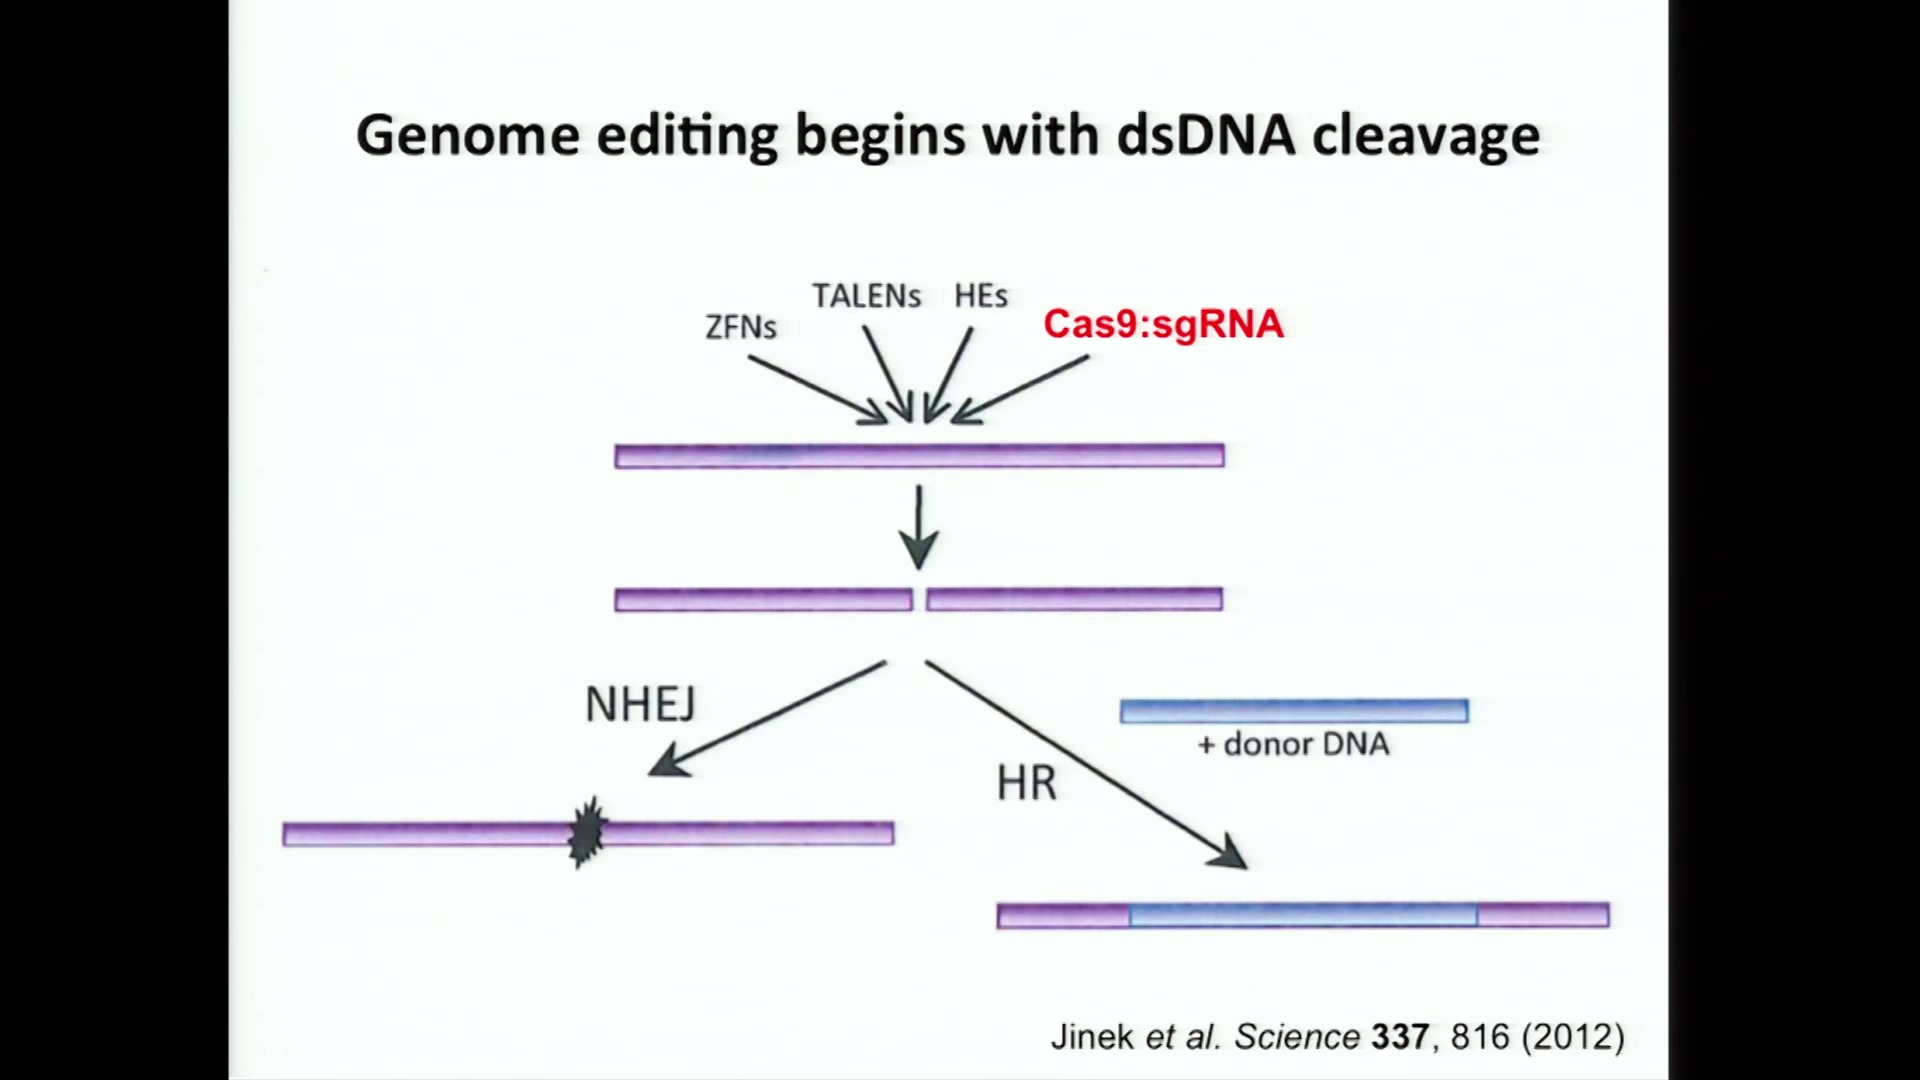 Genome editing begins with dsDNA cleavage
TALENs HEs
ZFNs
Cas9:sgRNA
NHEJ
+ donor DNA
HR
Jinek et al. Science 337, 816 (2012)